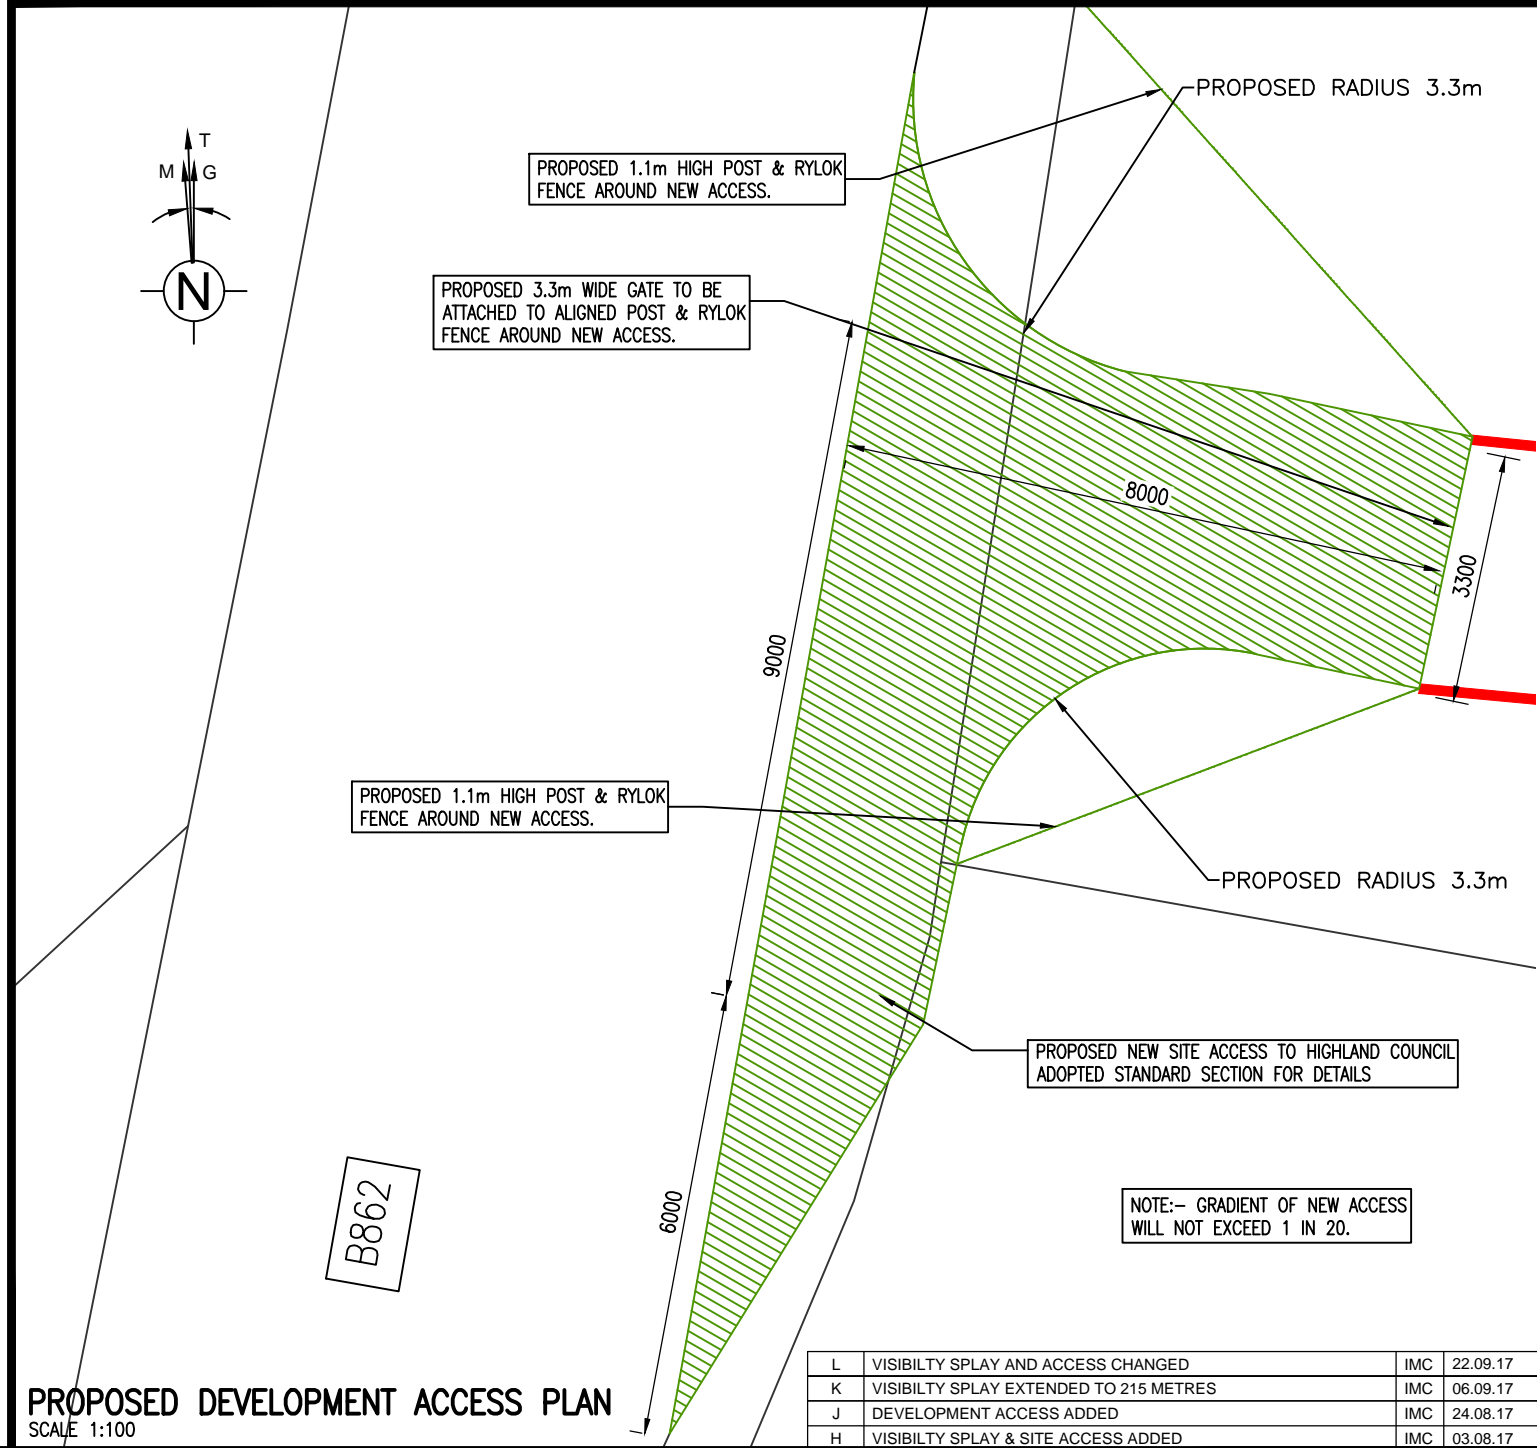 PROPOSED RADIUS 3.3m
T
M G
N
PROPOSED 1.1m HIGH POST & RYLOK
FENCE AROUND NEW ACCESS.
PROPOSED 3.3m WIDE GATE TO BE
ATTACHED TO ALIGNED POST & RYLOK
FENCE AROUND NEW ACCESS.
8000
3300
9000
PROPOSED 1.1m HIGH POST & RYLOK
FENCE AROUND NEW ACCESS.
PROPOSED RADIUS 3.3m
PROPOSED NEW SITE ACCESS TO HIGHLAND COUNCIL
ADOPTED STANDARD SECTION FOR DETAILS
6000
B862
NOTE:- GRADIENT OF NEW ACCESS
WILL NOT EXCEED 1 IN 20.
PROPOSED DEVELOPMENT ACCESS PLAN
SCALE 1:100
L VISIBILTY SPLAY AND ACCESS CHANGED IMC 22.09.17
K VISIBILTY SPLAY EXTENDED TO 215 METRES IMC 06.09.17
J DEVELOPMENT ACCESS ADDED IMC 24.08.17
H VISIBILTY SPLAY & SITE ACCESS ADDED IMC 03.08.17